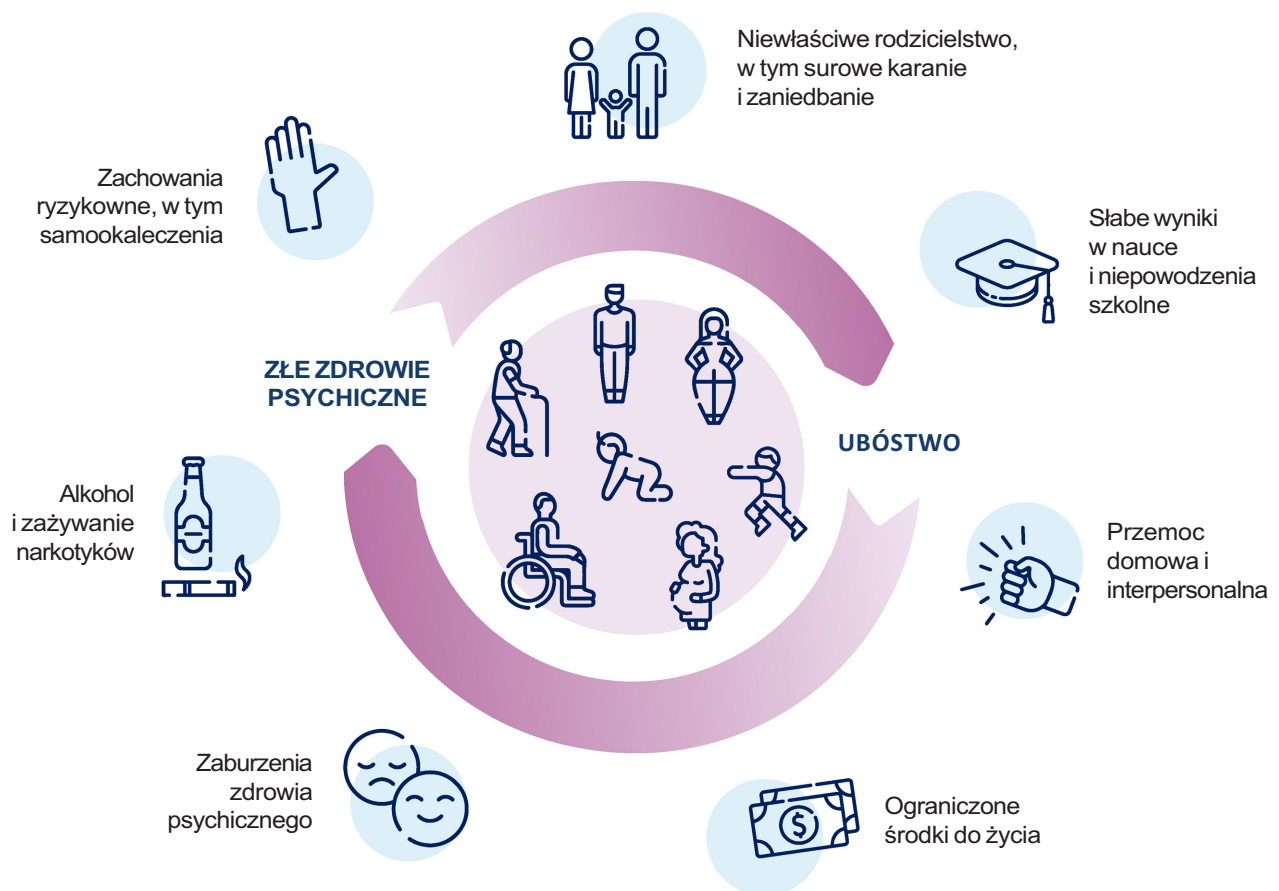 Niewłaściwe rodzicielstwo,
w tym surowe karanie
i zaniedbanie
Zachowania
ryzykowne, w tym
samookaleczenia
Słabe wyniki
w nauce
i niepowodzenia
szkolne
ZŁE ZDROWIE
PSYCHICZNE
UBÓSTWO
Alkohol
i zażywanie
narkotyków
Przemoc
domowa i
interpersonalna
Zaburzenia
zdrowia
psychicznego
$
Ograniczone
środki do życia